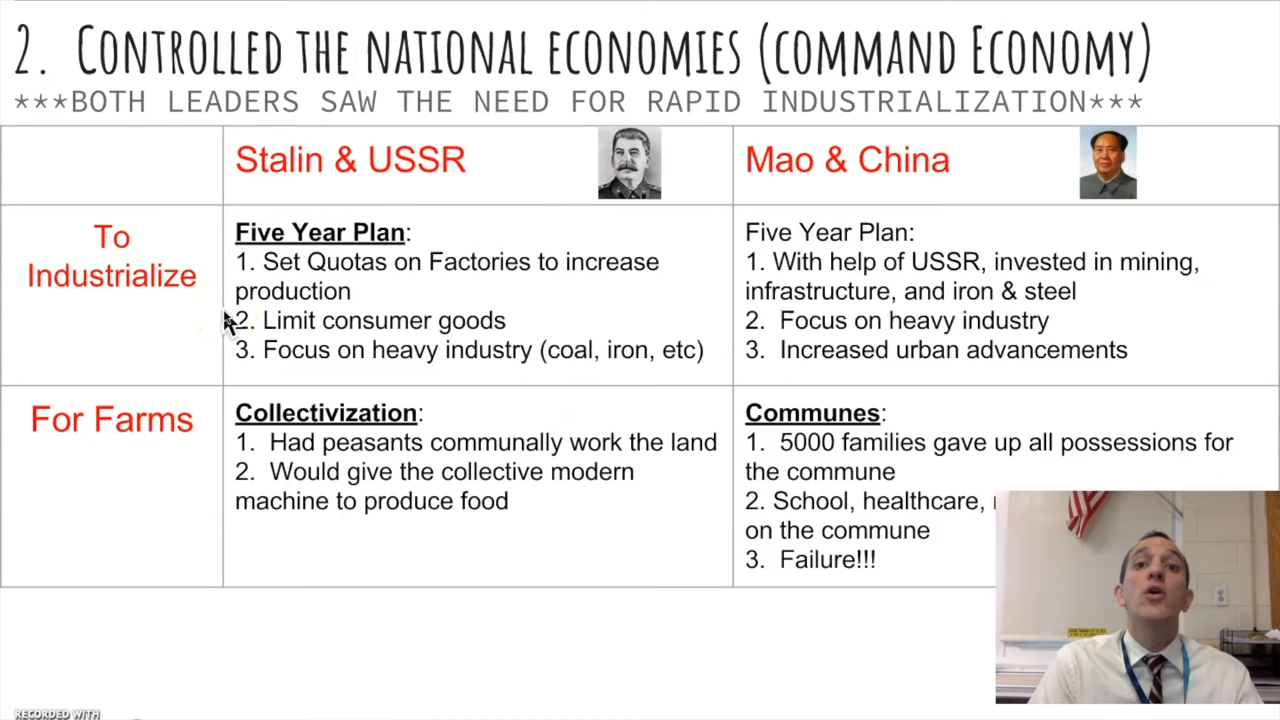 2. Controlled the national economies (command Economy)
***BOTH LEADERS SAW THE NEED FOR RAPID INDUSTRIALIZATION***
Stalin & USSR
Mao & China
To
Industrialize
Five Year Plan:
1. Set Quotas on Factories to increase
production
2. Limit consumer goods
3. Focus on heavy industry (coal, iron, etc)
Five Year Plan:
1. With help of USSR, invested in mining,
infrastructure, and iron & steel
2. Focus on heavy industry
3. Increased urban advancements
For Farms
Collectivization:
1. Had peasants communally work the land
2. Would give the collective modern
machine to produce food
Communes:
1. 5000 families gave up all possessions for
the commune
2. School, healthcare,
on the commune
3. Failure!!!
RECORDED WITH